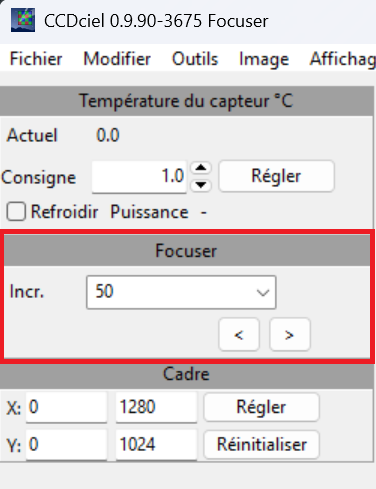 CCDciel 0.9.90-3675 Focuser
Fichier Modifier Outils Image Affichag
Température du capteur °C
Actuel 0.0
Consigne 1.0 Régler
Refroidir Puissance -
Focuser
Incr. 50
< >
Cadre
X: 0 1280 Régler
Y: 0 1024 Réinitialiser